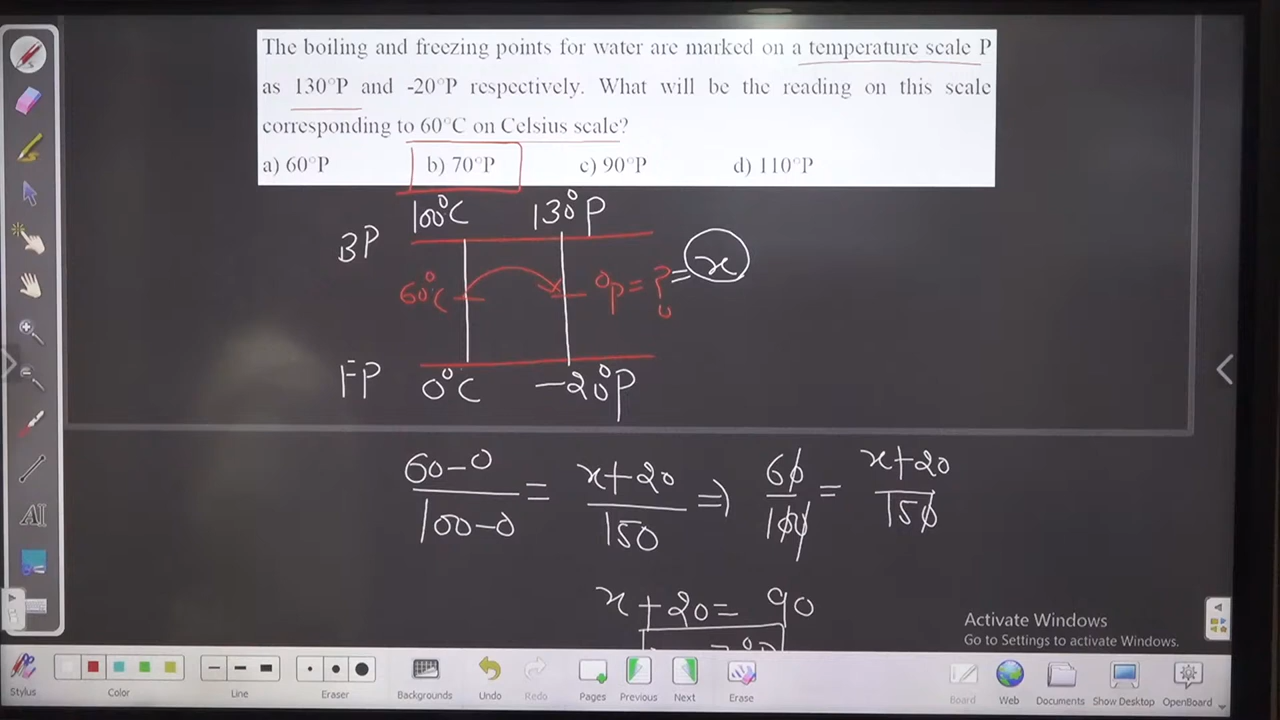 The boiling and freezing points for water are marked on a temperature scale P
as 130°P and -20°P respectively. What will be the reading on this scale
corresponding to 60°C on Celsius scale?
a) 60°P b) 70°P c) 90°P d) 110°P
100°C 130°P
BP
60°C °P = ? = x
FP 0°C -20°P
60-0/100-0 = x+20/150 ⇒ 60/100 = x+20/150
x + 20 = 90
Activate Windows
Go to Settings to activate Windows.
AI
Stylus Color Line Eraser Backgrounds Undo Redo Pages Previous Next Erase Board Web Documents Show Desktop OpenBoard